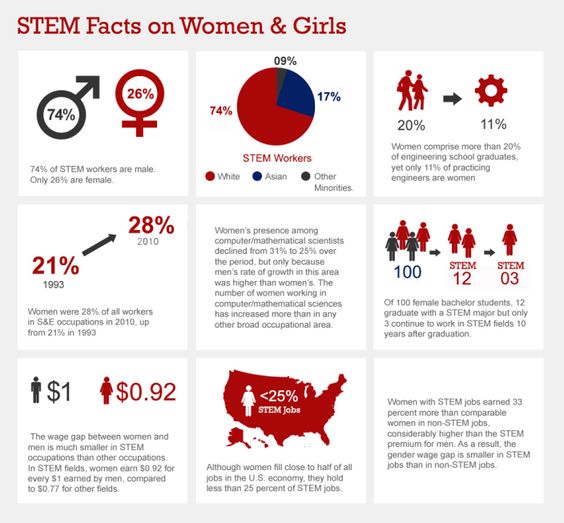 STEM Facts on Women & Girls
74%
26%
74% of STEM workers are male.
Only 26% are female.
09%
17%
74%
STEM Workers
White
Asian
Other
Minorities.
20%
11%
Women comprise more than 20%
of engineering school graduates,
yet only 11% of practicing
engineers are women
28%
2010
21%
1993
Women were 28% of all workers
in S&E occupations in 2010, up
from 21% in 1993
Women's presence among
computer/mathematical scientists
declined from 31% to 25% over
the period, but only because
men's rate of growth in this area
was higher than women's. The
number of women working in
computer/mathematical sciences
has increased more than in any
other broad occupational area.
100
STEM
12
STEM
03
Of 100 female bachelor students, 12
graduate with a STEM major but only
3 continue to work in STEM fields 10
years after graduation.
$1
$0.92
The wage gap between women and
men is much smaller in STEM
occupations than other occupations.
In STEM fields, women earn $0.92 for
every $1 earned by men, compared
to $0.77 for other fields.
<25%
STEM Jobs
Although women fill close to half of all
jobs in the U.S. economy, they hold
less than 25 percent of STEM jobs.
Women with STEM jobs earned 33
percent more than comparable
women in non-STEM jobs,
considerably higher than the STEM
premium for men. As a result, the
gender wage gap is smaller in STEM
jobs than in non-STEM jobs.